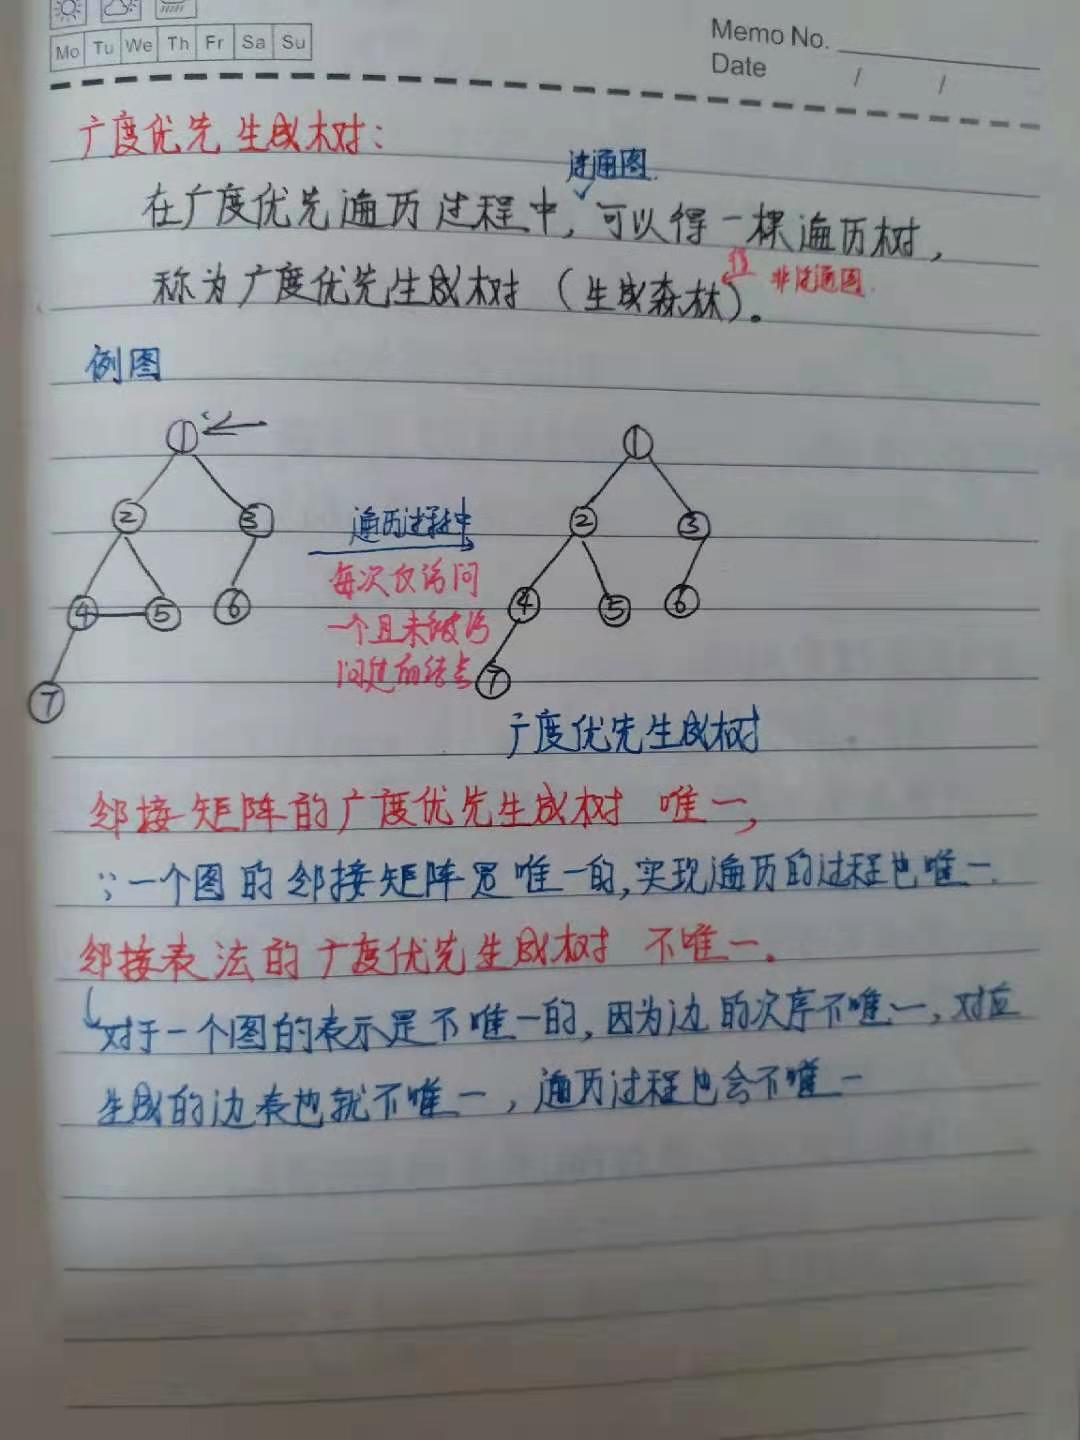 Mo Tu We Th Fr Sa Su
Memo No.
Date / /
广度优先生成树:
连通图
在广度优先遍历过程中,可以得一棵遍历树,
称为广度优先生成树(生成森林)。
非连通图
例图
1
2 3
4 5 6
7
遍历过程中
每次仅访问
一个且未被访
问过的结点
1
2 3
4 5 6
7
广度优先生成树
邻接矩阵的广度优先生成树 唯一,
∵一个图的邻接矩阵是唯一的,实现遍历的过程也唯一.
邻接表法的广度优先生成树 不唯一.
对于一个图的表示是不唯一的,因为边的次序不唯一,对应
生成的边表也就不唯一,遍历过程也会不唯一